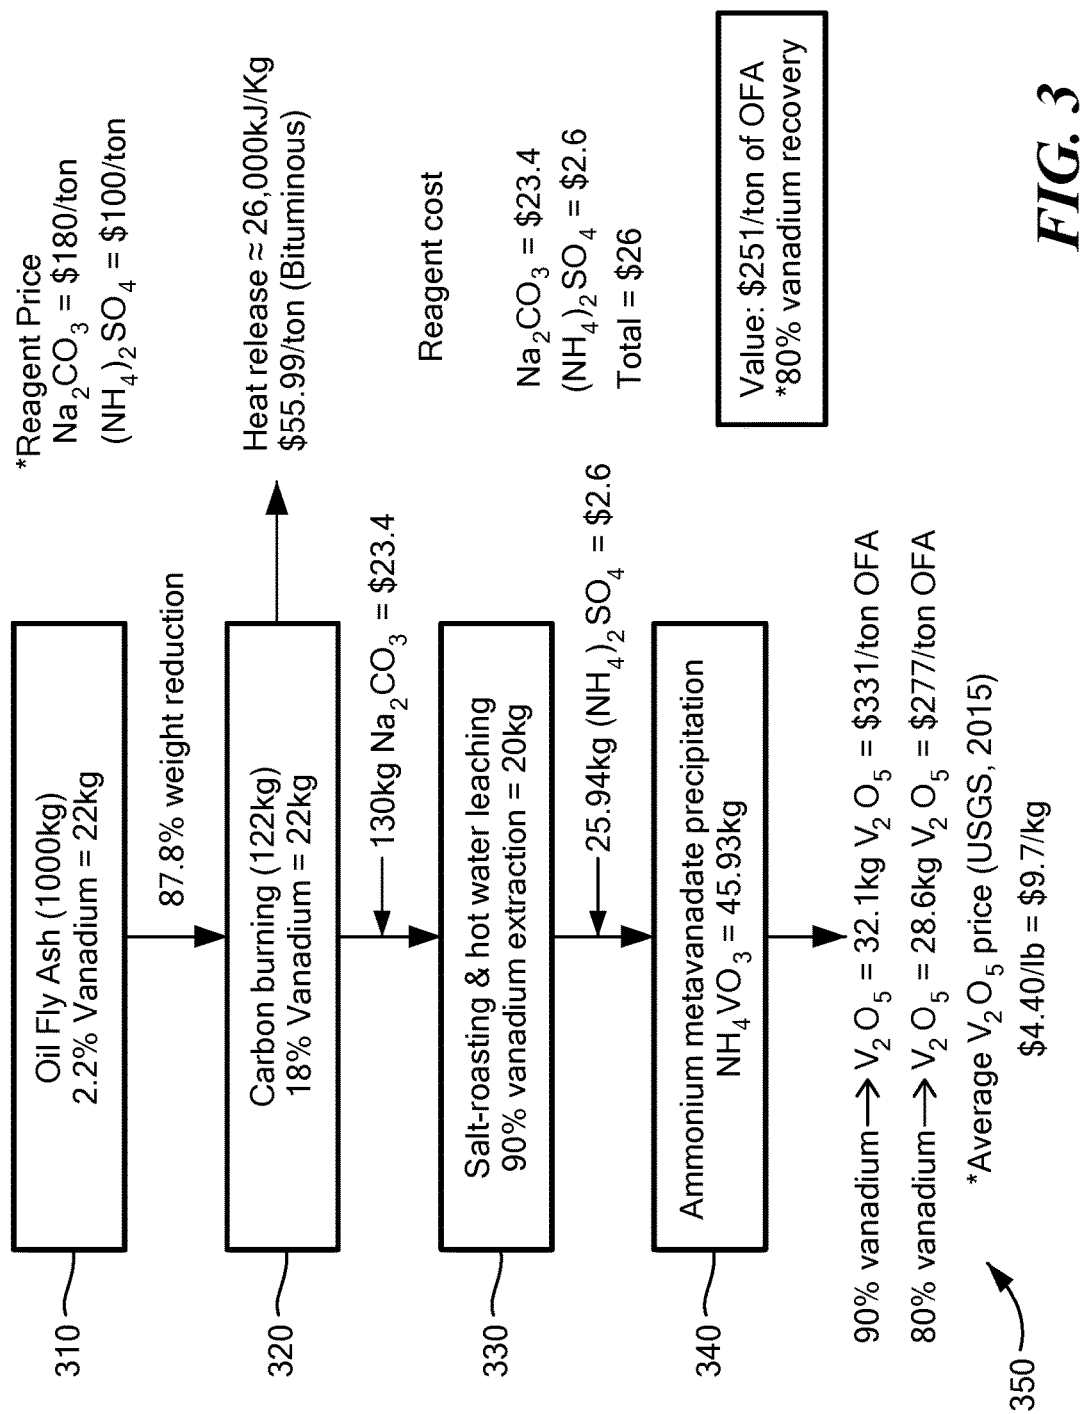 *Reagent Price
Na2CO3 = $180/ton
(NH4)2SO4 = $100/ton
310
Oil Fly Ash (1000kg)
2.2% Vanadium = 22kg
87.8% weight reduction
320
Carbon burning (122kg)
18% Vanadium = 22kg
Heat release ≈ 26,000kJ/Kg
$55.99/ton (Bituminous)
130kg Na2CO3 = $23.4
330
Salt-roasting & hot water leaching
90% vanadium extraction = 20kg
Reagent cost
Na2CO3 = $23.4
(NH4)2SO4 = $2.6
Total = $26
25.94kg (NH4)2SO4 = $2.6
340
Ammonium metavanadate precipitation
NH4VO3 = 45.93kg
Value: $251/ton of OFA
*80% vanadium recovery
90% vanadium→V2O5 = 32.1kg V2O5 = $331/ton OFA
80% vanadium→V2O5 = 28.6kg V2O5 = $277/ton OFA
*Average V2O5 price (USGS, 2015)
$4.40/lb = $9.7/kg
350
FIG. 3